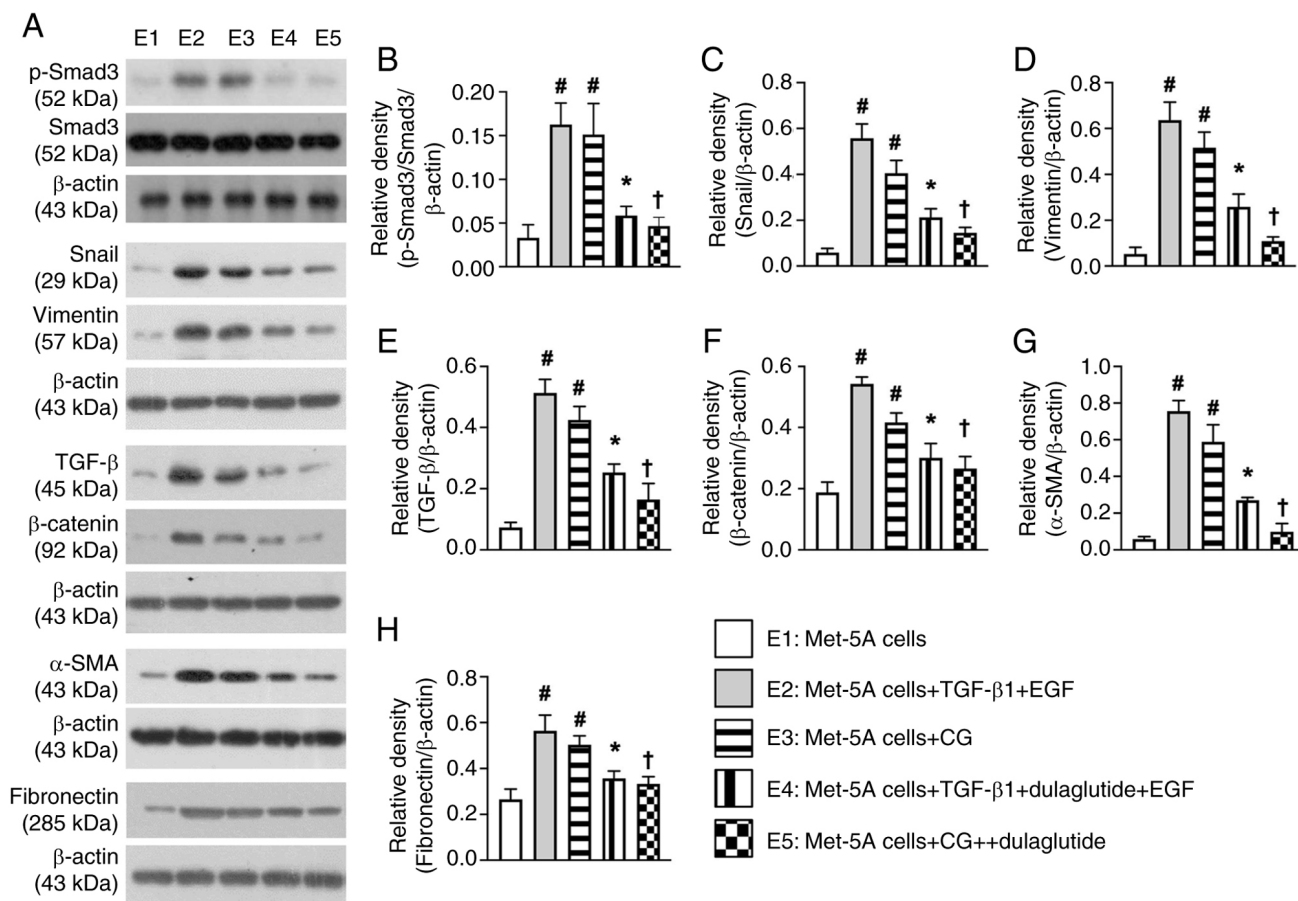 A
E1 E2 E3 E4 E5
p-Smad3
(52 kDa)
Smad3
(52 kDa)
β-actin
(43 kDa)
Snail
(29 kDa)
Vimentin
(57 kDa)
β-actin
(43 kDa)
TGF-β
(45 kDa)
β-catenin
(92 kDa)
β-actin
(43 kDa)
α-SMA
(43 kDa)
β-actin
(43 kDa)
Fibronectin
(285 kDa)
β-actin
(43 kDa)
B
Relative density
(p-Smad3/Smad3/
β-actin)
0.20
0.15
0.10
0.05
0.00
# # * †
C
Relative density
(Snail/β-actin)
0.8
0.6
0.4
0.2
0.0
# # * †
D
Relative density
(Vimentin/β-actin)
0.8
0.6
0.4
0.2
0.0
# # * †
E
Relative density
(TGF-β/β-actin)
0.6
0.4
0.2
0.0
# # * †
F
Relative density
(β-catenin/β-actin)
0.6
0.4
0.2
0.0
# # * †
G
Relative density
(α-SMA/β-actin)
1.0
0.8
0.6
0.4
0.2
0.0
# # * †
H
Relative density
(Fibronectin/β-actin)
0.8
0.6
0.4
0.2
0.0
# # * †
E1: Met-5A cells
E2: Met-5A cells+TGF-β1+EGF
E3: Met-5A cells+CG
E4: Met-5A cells+TGF-β1+dulaglutide+EGF
E5: Met-5A cells+CG++dulaglutide